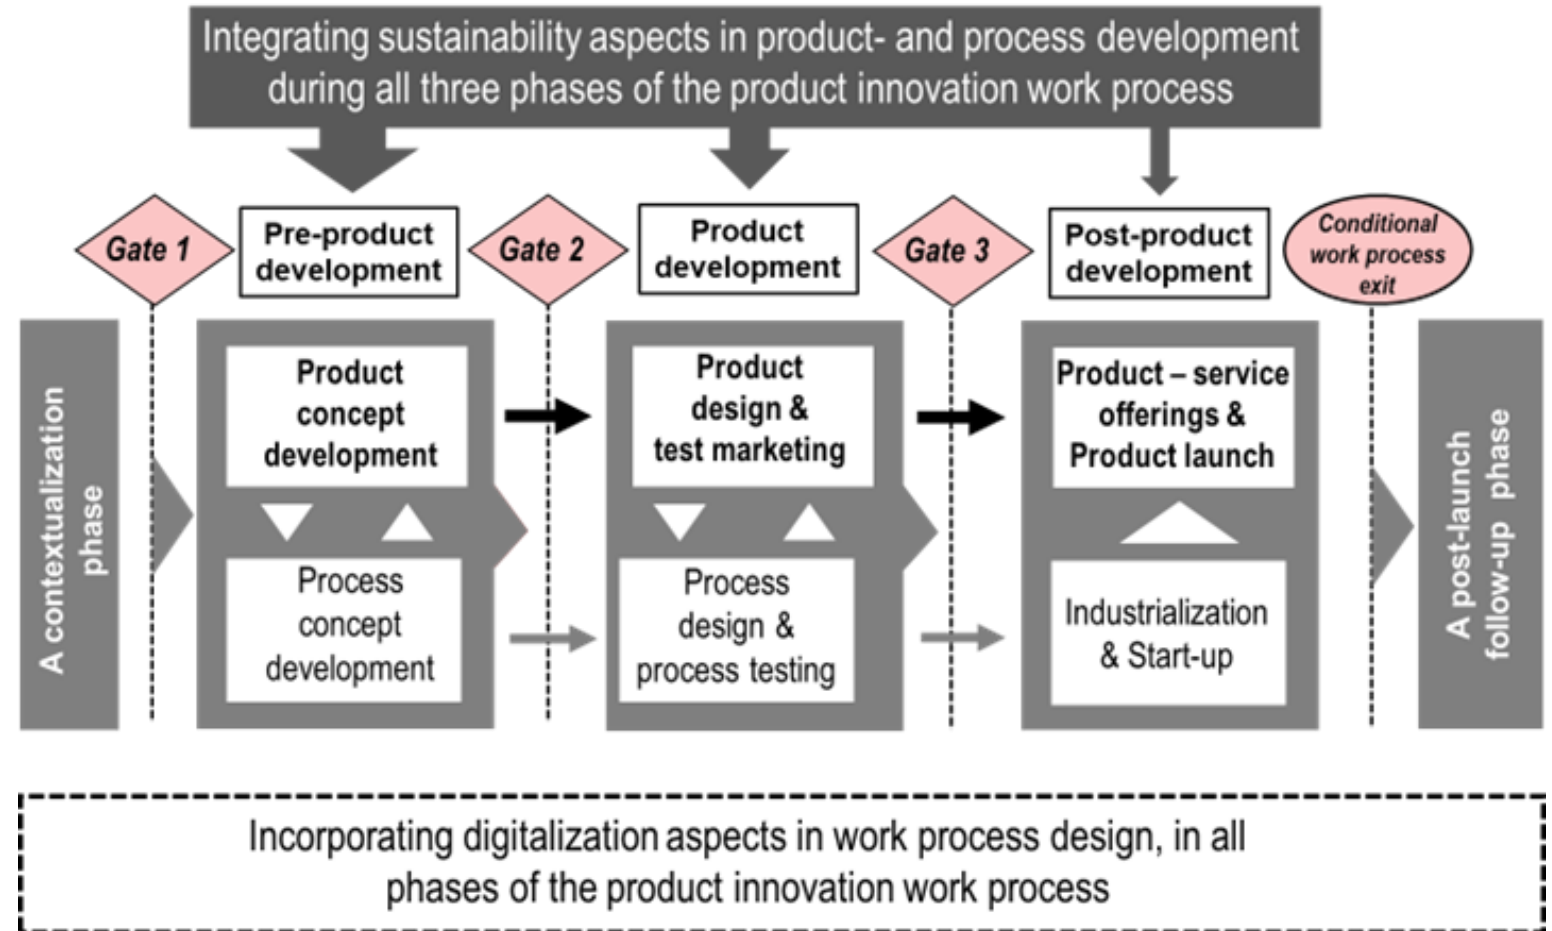 Integrating sustainability aspects in product- and process development
during all three phases of the product innovation work process
Gate 1
Pre-product
development
Gate 2
Product
development
Gate 3
Post-product
development
Conditional
work process
exit
A contextualization
phase
Product
concept
development
Product
design &
test marketing
Product – service
offerings &
Product launch
Process
concept
development
Process
design &
process testing
Industrialization
& Start-up
A post-launch
follow-up phase
Incorporating digitalization aspects in work process design, in all
phases of the product innovation work process